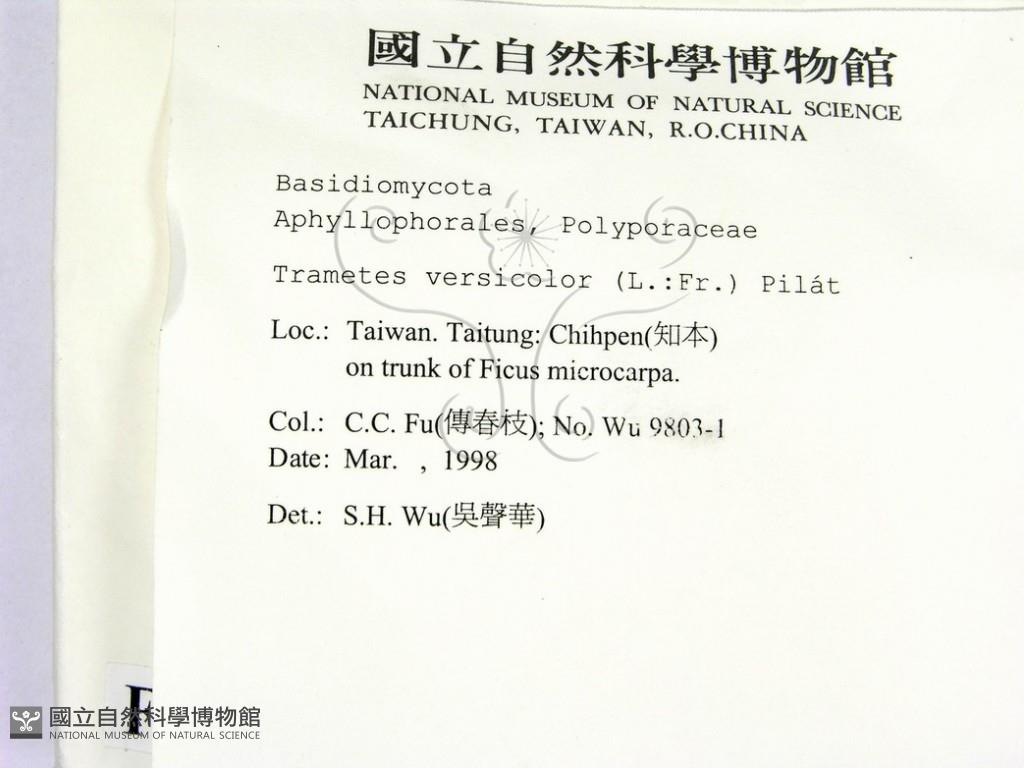 國立自然科學博物館
NATIONAL MUSEUM OF NATURAL SCIENCE
TAICHUNG, TAIWAN, R.O.CHINA
Basidiomycota
Aphyllophorales, Polyporaceae
Trametes versicolor (L.:Fr.) Pilát
Loc.: Taiwan. Taitung: Chihpen(知本)
on trunk of Ficus microcarpa.
Col.: C.C. Fu(傅春枝); No. Wu 9803-1
Date: Mar. , 1998
Det.: S.H. Wu(吳聲華)
F
國立自然科學博物館
NATIONAL MUSEUM OF NATURAL SCIENCE